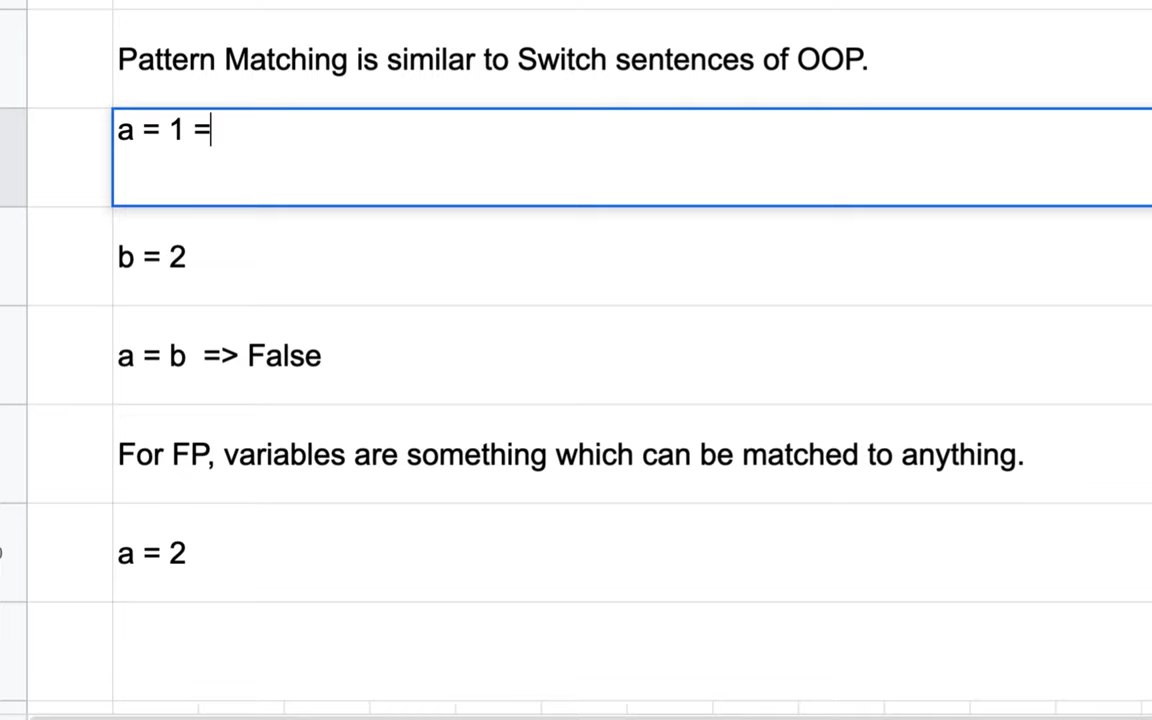 Pattern Matching is similar to Switch sentences of OOP.
a = 1 =
b = 2
a = b  => False
For FP, variables are something which can be matched to anything.
a = 2